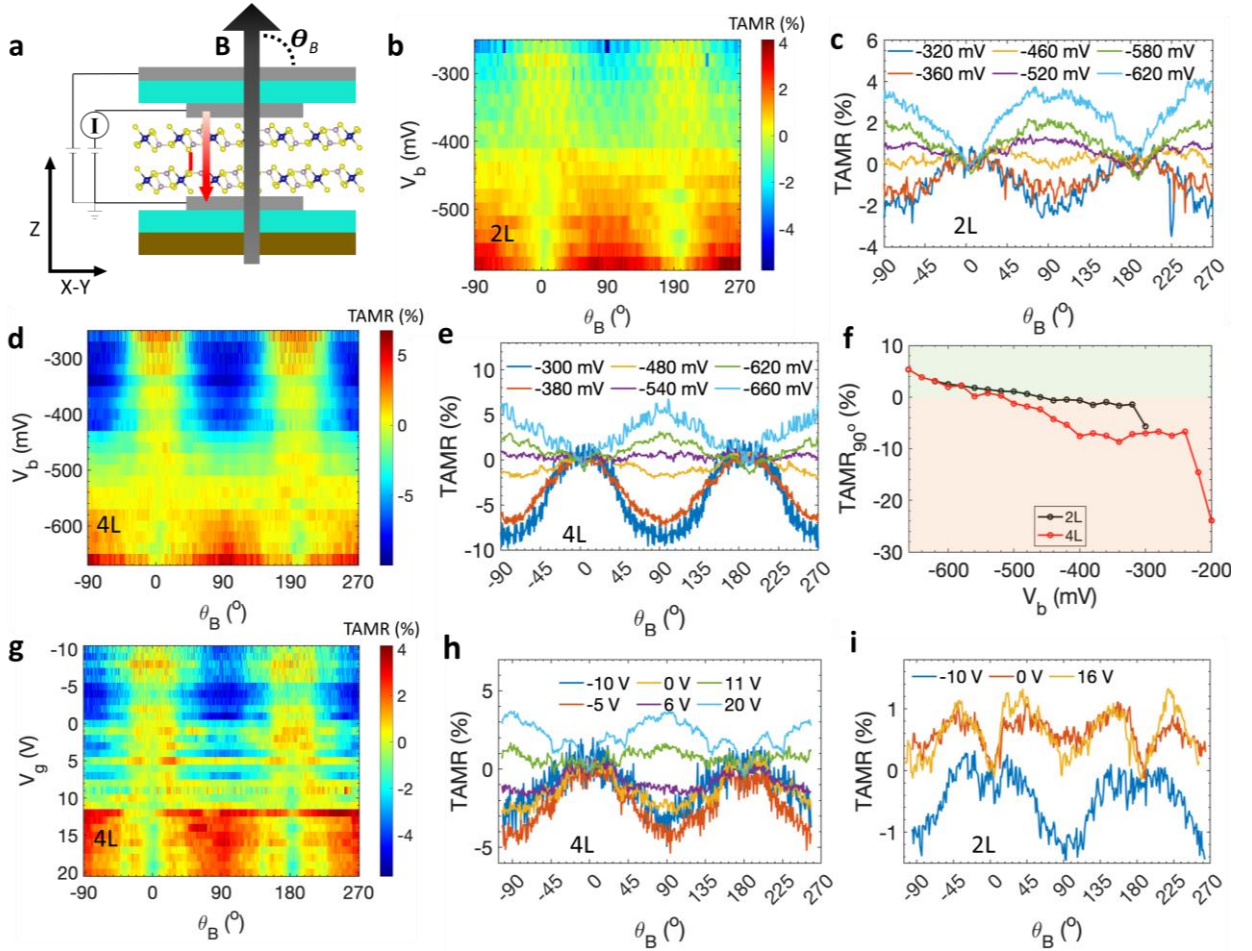 a
B
θB
I
Z
X-Y
b
TAMR (%)
Vb (mV)
-300
-400
-500
2L
-90 0 90 180 270
θB (°)
4
2
0
-2
-4
c
TAMR (%)
6
4
2
0
-2
-4
-320 mV -460 mV -580 mV
-360 mV -520 mV -620 mV
2L
-90 -45 0 45 90 135 180 225 270
θB (°)
d
TAMR (%)
Vb (mV)
-300
-400
-500
-600
4L
-90 0 90 180 270
θB (°)
5
0
-5
e
TAMR (%)
10
5
0
-5
-10
-300 mV -480 mV -620 mV
-380 mV -540 mV -660 mV
4L
-90 -45 0 45 90 135 180 225 270
θB (°)
f
TAMR90° (%)
10
0
-10
-20
-30
2L
4L
-600 -500 -400 -300 -200
Vb (mV)
g
TAMR (%)
Vg (V)
-10
-5
0
5
10
15
20
4L
-90 0 90 180 270
θB (°)
4
2
0
-2
-4
h
TAMR (%)
5
0
-5
-10 V 0 V 11 V
-5 V 6 V 20 V
4L
-90 -45 0 45 90 135 180 225 270
θB (°)
i
TAMR (%)
1
0
-1
-10 V 0 V 16 V
2L
-90 -45 0 45 90 135 180 225 270
θB (°)